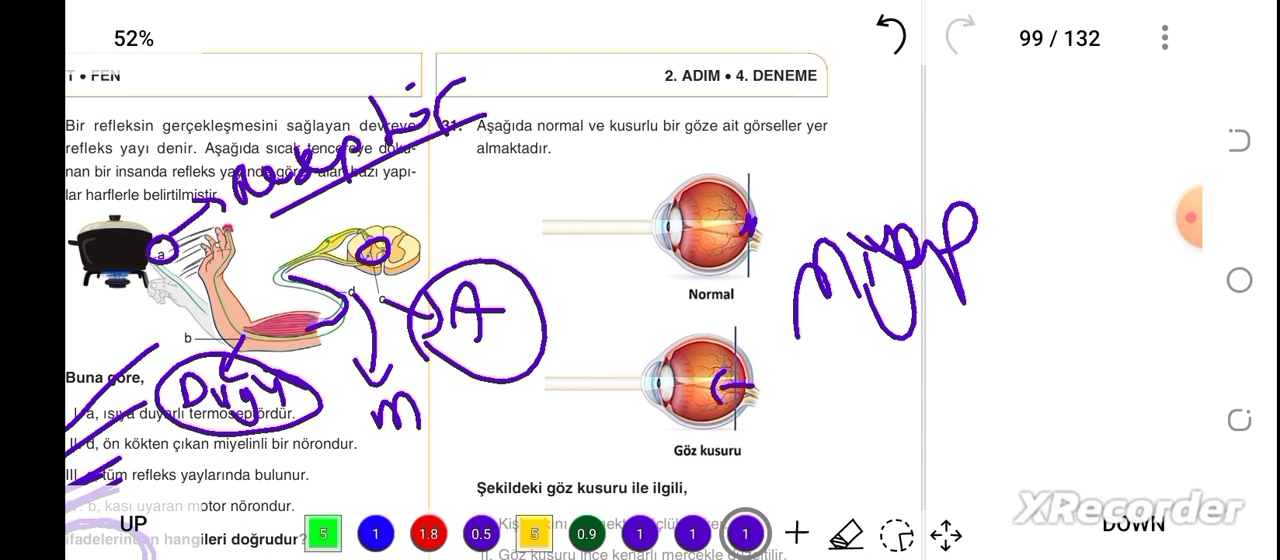 52%
99 / 132
T • FEN
2. ADIM • 4. DENEME
Bir refleksin gerçekleşmesini sağlayan devreye
refleks yayı denir. Aşağıda sıcak tencereye doku-
nan bir insanda refleks yayında görev alan bazı yapı-
lar harflerle belirtilmiştir.
Reseptör
a
d
c
b
A
Duyu
m
Buna göre,
I. a, ısıya duyarlı termoseptördür.
II. d, ön kökten çıkan miyelinli bir nörondur.
III. tüm refleks yaylarında bulunur.
b, kası uyaran motor nörondur.
ifadelerinden hangileri doğrudur?
31. Aşağıda normal ve kusurlu bir göze ait görseller yer
almaktadır.
Normal
Miyop
Göz kusuru
Şekildeki göz kusuru ile ilgili,
II. Göz kusuru ince kenarlı mercekle düzeltilir.
UP
5
1
1.8
0.5
5
0.9
1
1
1
DOWN
XRecorder